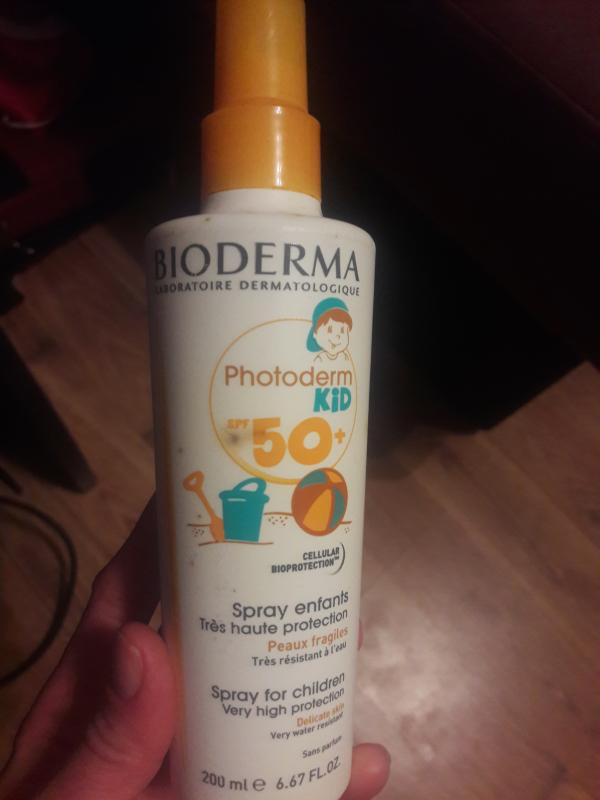 BIODERMA
LABORATOIRE DERMATOLOGIQUE
Photoderm
KiD
SPF 50+
CELLULAR
BIOPROTECTION™
Spray enfants
Très haute protection
Peaux fragiles
Très résistant à l'eau
Spray for children
Very high protection
Delicate skin
Very water resistant
Sans parfum
200 ml e 6.67 FL.OZ